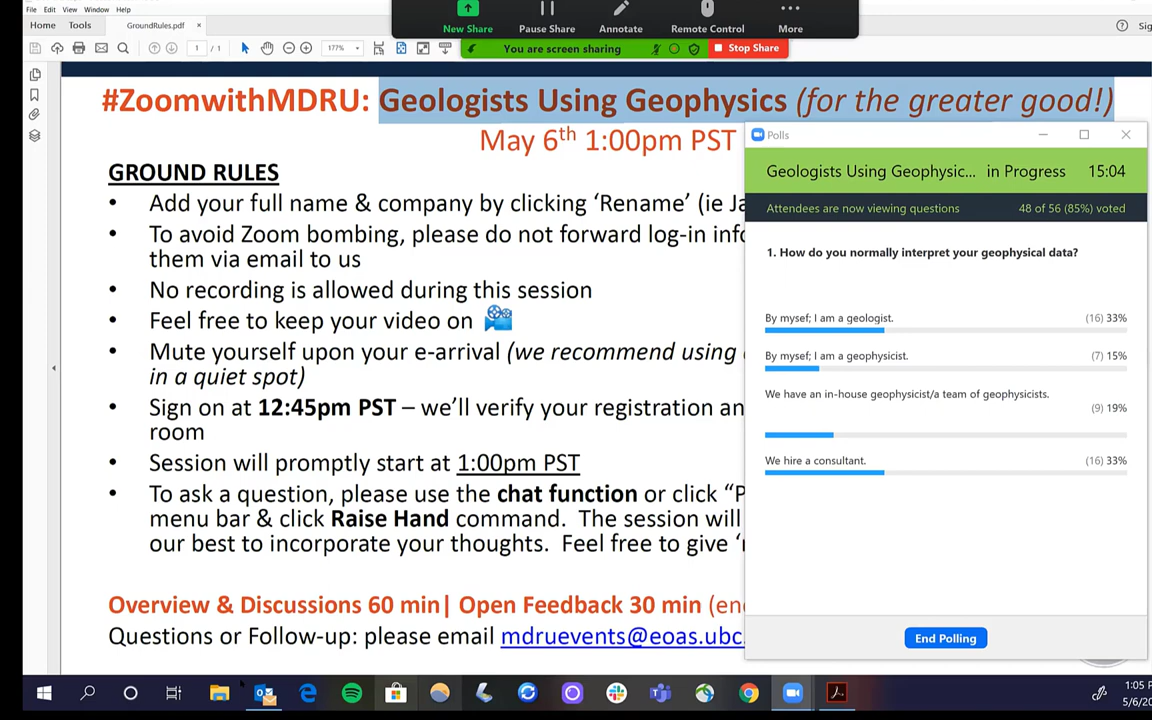 File Edit View Window Help
Home Tools GroundRules.pdf ×
New Share Pause Share Annotate Remote Control More
You are screen sharing Stop Share
1 / 1 177%
#ZoomwithMDRU: Geologists Using Geophysics (for the greater good!)
May 6th 1:00pm PST
GROUND RULES
• Add your full name & company by clicking ‘Rename’ (ie
• To avoid Zoom bombing, please do not forward log-in
them via email to us
• No recording is allowed during this session
• Feel free to keep your video on
• Mute yourself upon your e-arrival (we recommend using
in a quiet spot)
• Sign on at 12:45pm PST – we’ll verify your registration
room
• Session will promptly start at 1:00pm PST
• To ask a question, please use the chat function or click
menu bar & click Raise Hand command. The session will
our best to incorporate your thoughts. Feel free to give
Overview & Discussions 60 min| Open Feedback 30 min
Questions or Follow-up: please email mdruevents@eoas.ubc.
Polls
Geologists Using Geophysic... in Progress 15:04
Attendees are now viewing questions 48 of 56 (85%) voted
1. How do you normally interpret your geophysical data?
By mysef; I am a geologist. (16) 33%
By mysef; I am a geophysicist. (7) 15%
We have an in-house geophysicist/a team of geophysicists.
(9) 19%
We hire a consultant. (16) 33%
End Polling
1:05
5/6/20